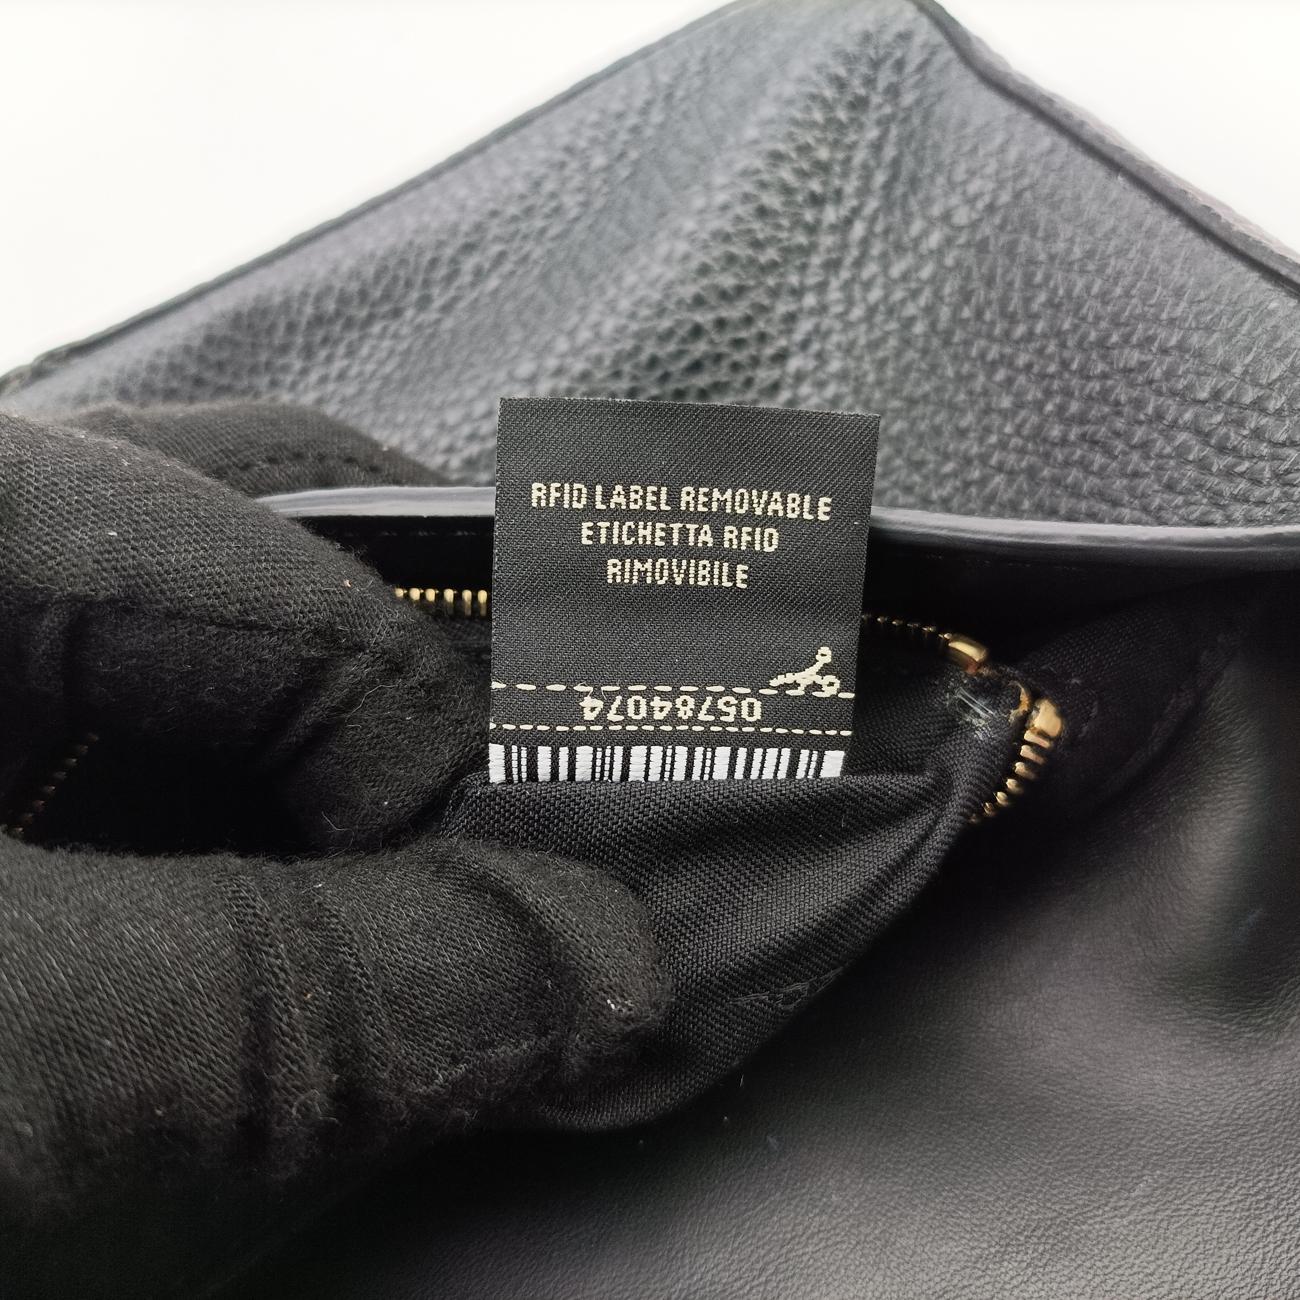 RFID LABEL REMOVABLE
ETICHETTA RFID
RIMOVIBILE
05784074